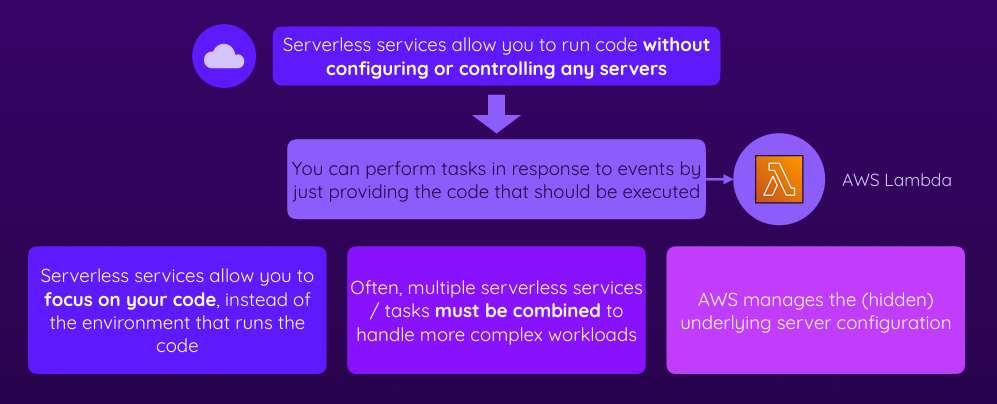 Serverless services allow you to run code without
configuring or controlling any servers
You can perform tasks in response to events by
just providing the code that should be executed
AWS Lambda
Serverless services allow you to
focus on your code, instead of
the environment that runs the
code
Often, multiple serverless services
/ tasks must be combined to
handle more complex workloads
AWS manages the (hidden)
underlying server configuration